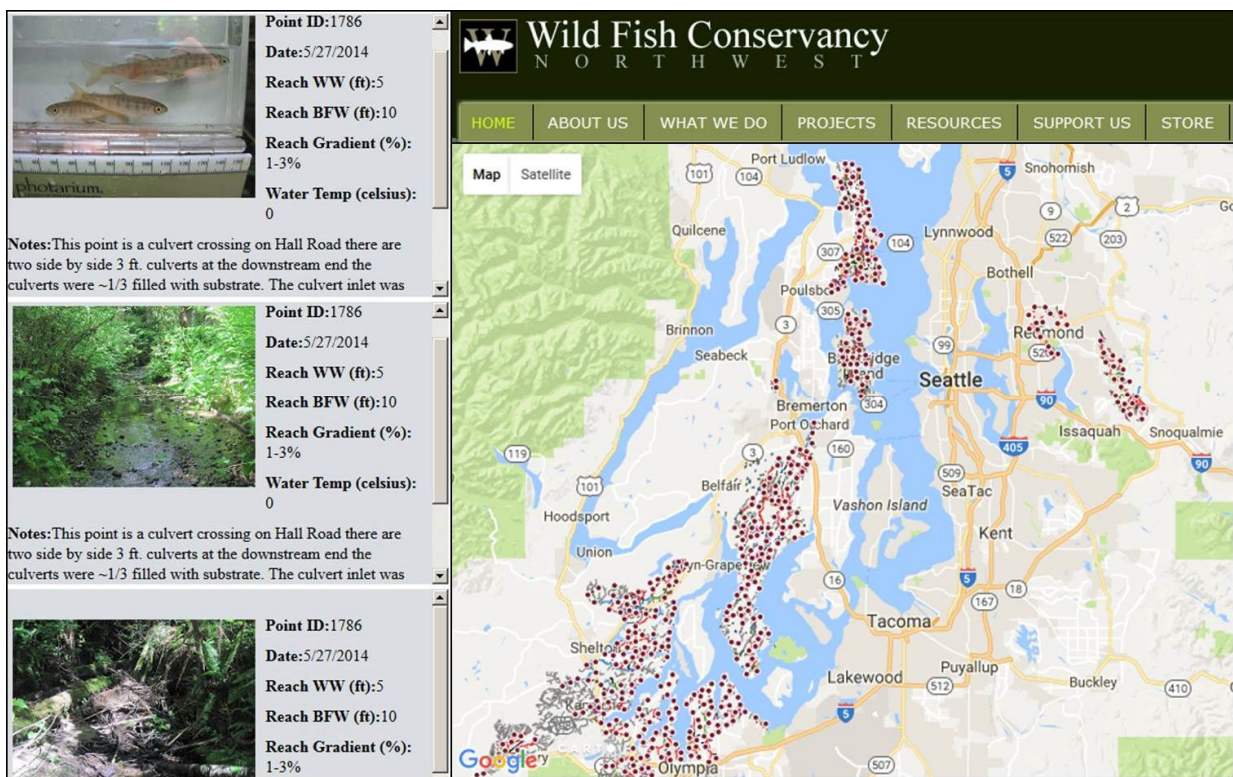 Point ID:1786
Date:5/27/2014
Reach WW (ft):5
Reach BFW (ft):10
Reach Gradient (%):
1-3%
Water Temp (celsius):
0
Notes:This point is a culvert crossing on Hall Road there are
two side by side 3 ft. culverts at the downstream end the
culverts were ~1/3 filled with substrate. The culvert inlet was
photarium
Point ID:1786
Date:5/27/2014
Reach WW (ft):5
Reach BFW (ft):10
Reach Gradient (%):
1-3%
Water Temp (celsius):
0
Notes:This point is a culvert crossing on Hall Road there are
two side by side 3 ft. culverts at the downstream end the
culverts were ~1/3 filled with substrate. The culvert inlet was
Point ID:1786
Date:5/27/2014
Reach WW (ft):5
Reach BFW (ft):10
Reach Gradient (%):
1-3%
W
Wild Fish Conservancy
NORTHWEST
HOME ABOUT US WHAT WE DO PROJECTS RESOURCES SUPPORT US STORE
Map Satellite
Port Ludlow
101 104
5
Snohomish
Quilcene
9 2
Lynnwood
522 203
104
307
Bothell
Poulsbo
305
Brinnon
3
Redmond
Seabeck
99
520
Seattle
Bremerton
304
90
Port Orchard
Issaquah
Snoqualmie
119
3
160
405
90
101
Belfair
509
SeaTac
Hoodsport
Vashon Island
Kent
Union
16
5
18
167
Tacoma
Shelton
Puyallup
Lakewood
512
Buckley
410
5
Google
CARTO
Olympia
507